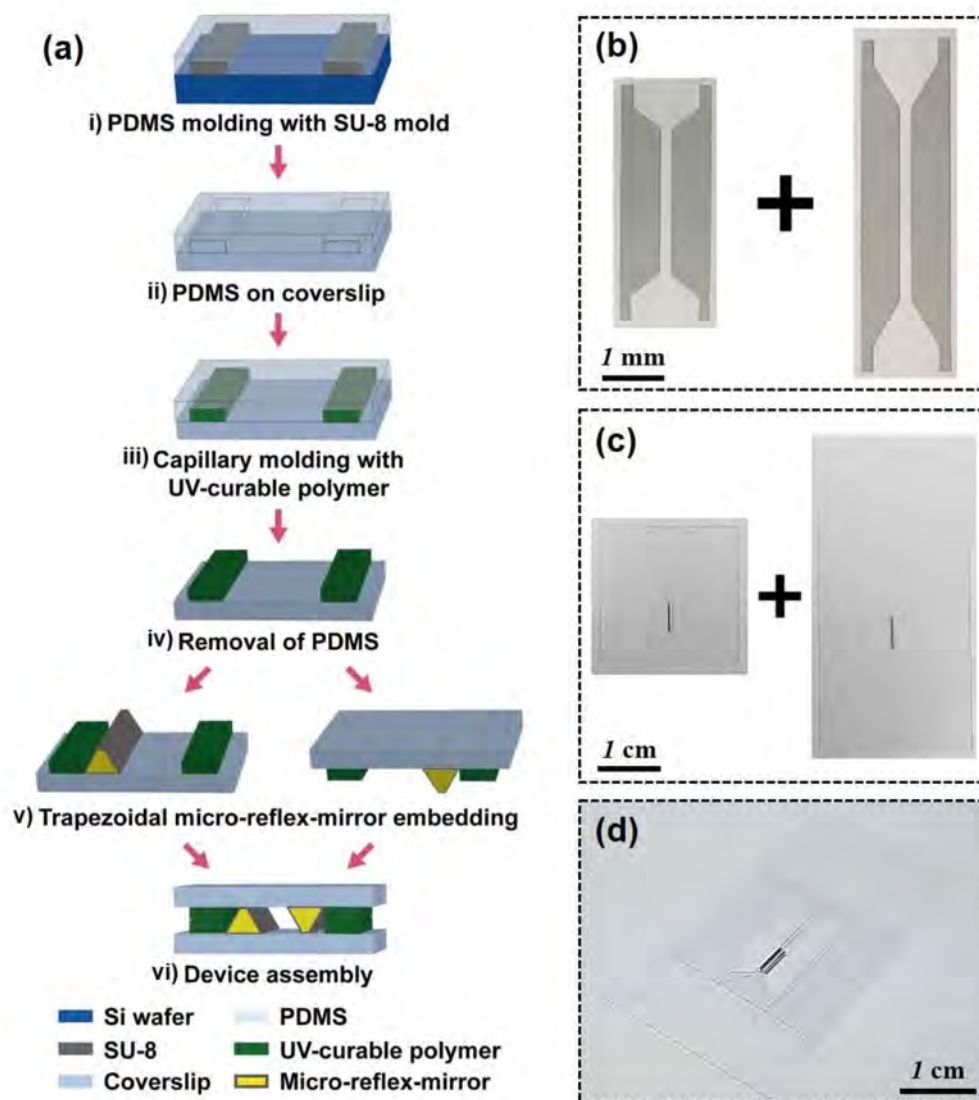 (a)
i) PDMS molding with SU-8 mold
ii) PDMS on coverslip
iii) Capillary molding with
UV-curable polymer
iv) Removal of PDMS
v) Trapezoidal micro-reflex-mirror embedding
vi) Device assembly
Si wafer
PDMS
SU-8
UV-curable polymer
Coverslip
Micro-reflex-mirror
(b)
+
1 mm
(c)
+
1 cm
(d)
1 cm